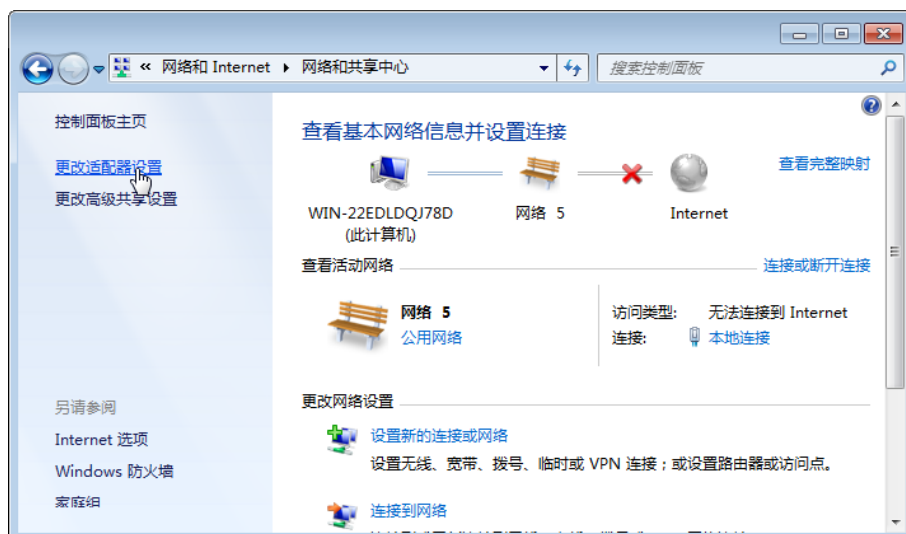 « 网络和 Internet ▸ 网络和共享中心
搜索控制面板
控制面板主页
更改适配器设置
更改高级共享设置
另请参阅
Internet 选项
Windows 防火墙
家庭组
查看基本网络信息并设置连接
查看完整映射
WIN-22EDLDQJ78D
(此计算机)
网络 5
Internet
查看活动网络
连接或断开连接
网络 5
公用网络
访问类型: 无法连接到 Internet
连接: 本地连接
更改网络设置
设置新的连接或网络
设置无线、宽带、拨号、临时或 VPN 连接；或设置路由器或访问点。
连接到网络